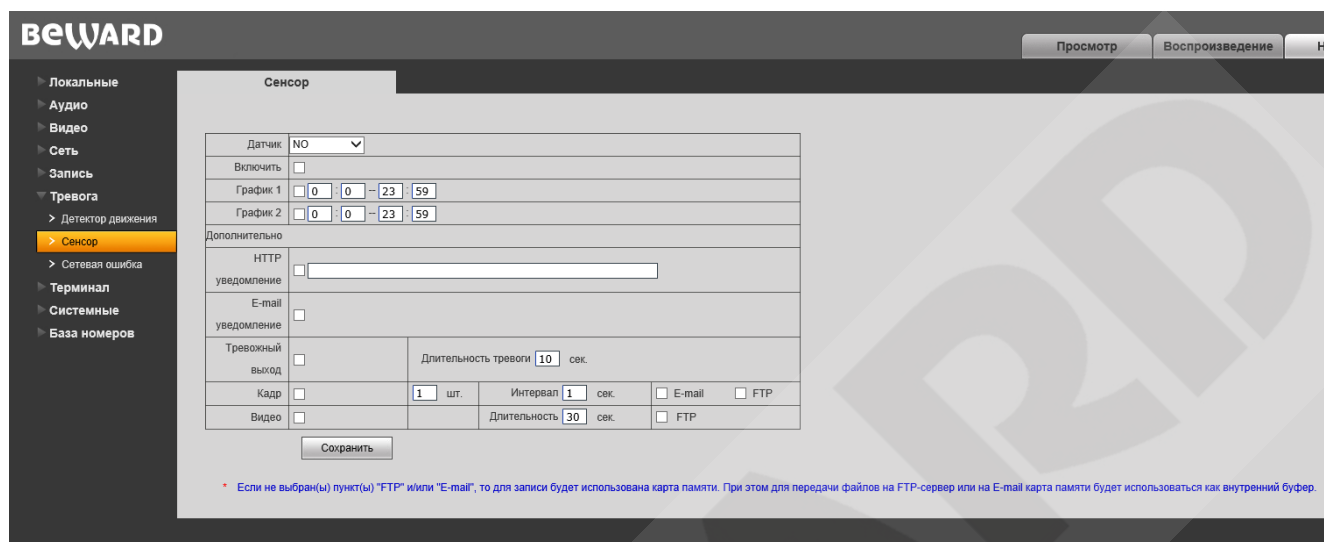 BEWARD
Просмотр
Воспроизведение
Н
Локальные
Аудио
Видео
Сеть
Запись
Тревога
> Детектор движения
> Сенсор
> Сетевая ошибка
Терминал
Системные
База номеров
Сенсор
Датчик NO
Включить
График 1 0 : 0 -- 23 : 59
График 2 0 : 0 -- 23 : 59
Дополнительно
HTTP
уведомление
E-mail
уведомление
Тревожный
выход
Длительность тревоги 10 сек.
Кадр 1 шт. Интервал 1 сек. E-mail FTP
Видео Длительность 30 сек. FTP
Сохранить
* Если не выбран(ы) пункт(ы) "FTP" и/или "E-mail", то для записи будет использована карта памяти. При этом для передачи файлов на FTP-сервер или на E-mail карта памяти будет использоваться как внутренний буфер.
ARD